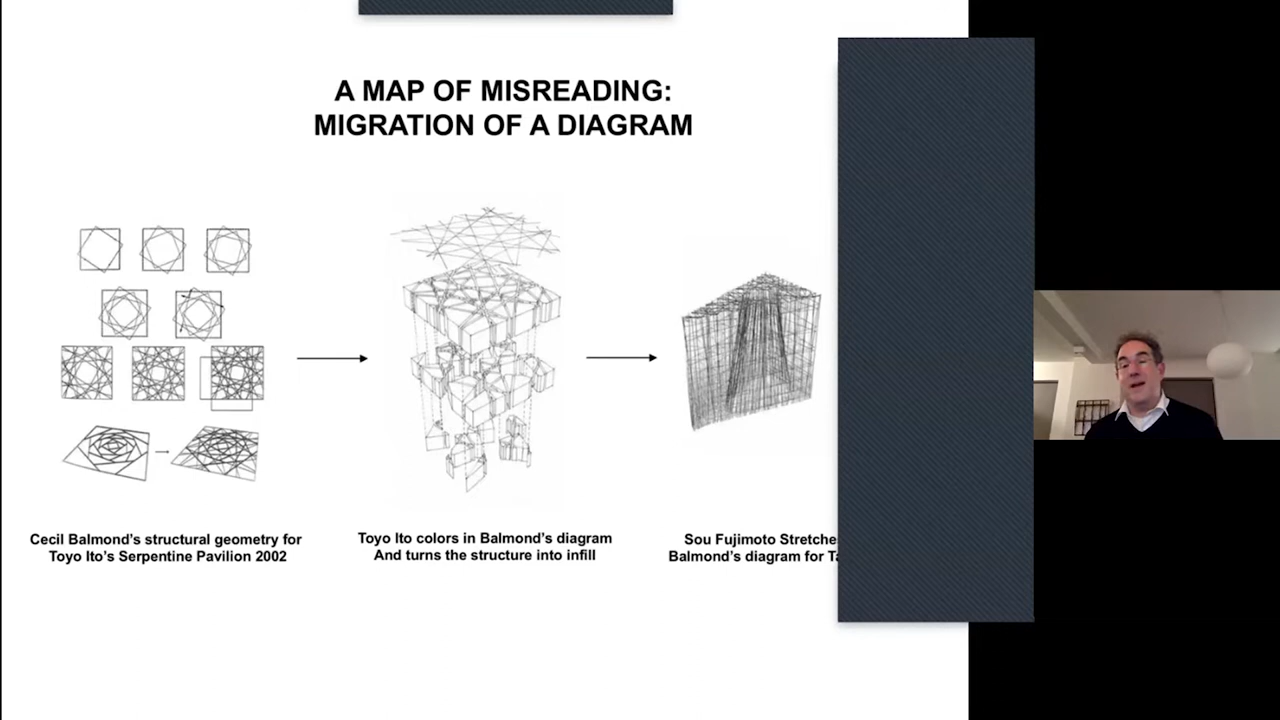 A MAP OF MISREADING:
MIGRATION OF A DIAGRAM
Cecil Balmond's structural geometry for
Toyo Ito's Serpentine Pavilion 2002
Toyo Ito colors in Balmond's diagram
And turns the structure into infill
Sou Fujimoto Stretche
Balmond's diagram for